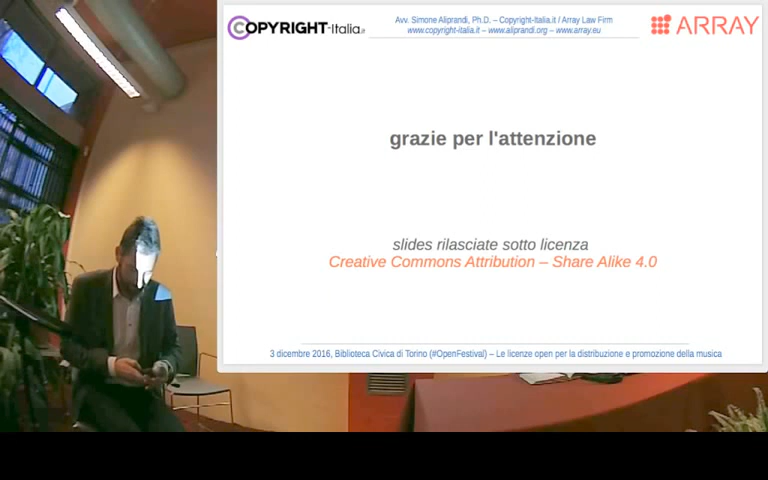 COPYRIGHT-Italia.it
Avv. Simone Aliprandi, Ph.D. – Copyright-Italia.it / Array Law Firm
www.copyright-italia.it – www.aliprandi.org – www.array.eu
ARRAY
grazie per l'attenzione
slides rilasciate sotto licenza
Creative Commons Attribution – Share Alike 4.0
3 dicembre 2016, Biblioteca Civica di Torino (#OpenFestival) – Le licenze open per la distribuzione e promozione della musica